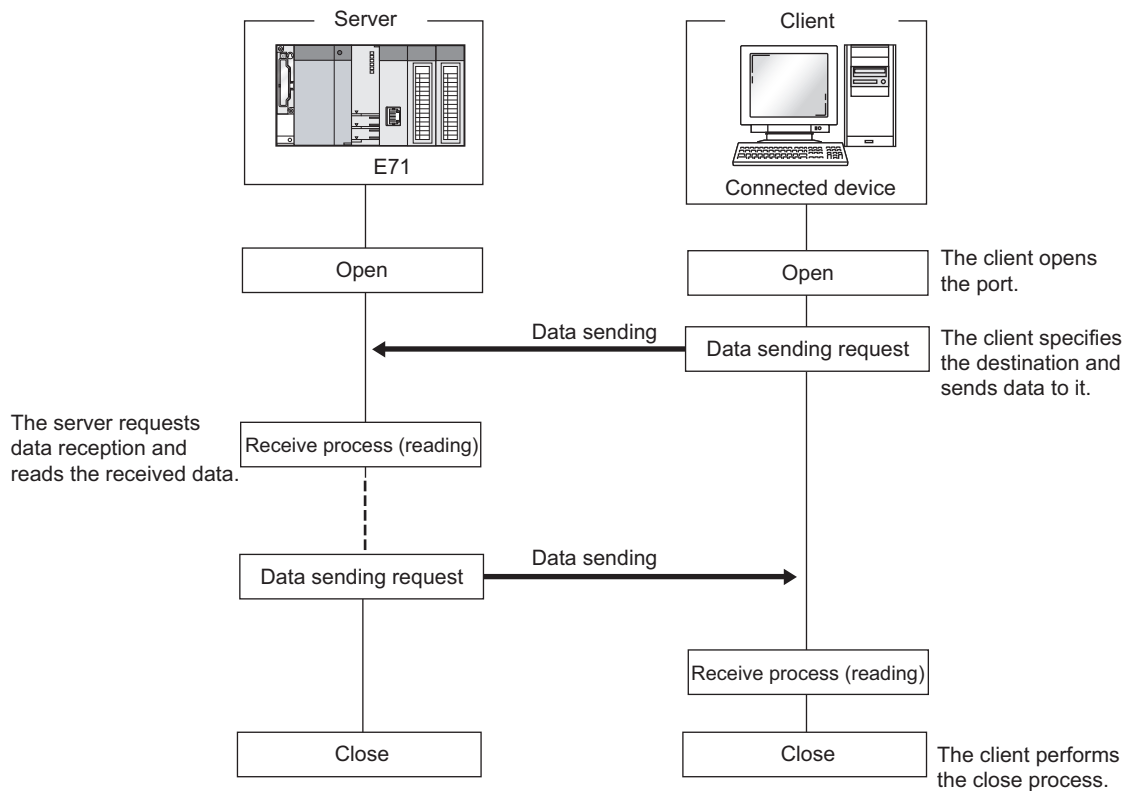 Server
Client
E71
Connected device
Open
Open
The client opens
the port.
Data sending
Data sending request
The client specifies
the destination and
sends data to it.
The server requests
data reception and
reads the received data.
Receive process (reading)
Data sending request
Data sending
Receive process (reading)
Close
Close
The client performs
the close process.